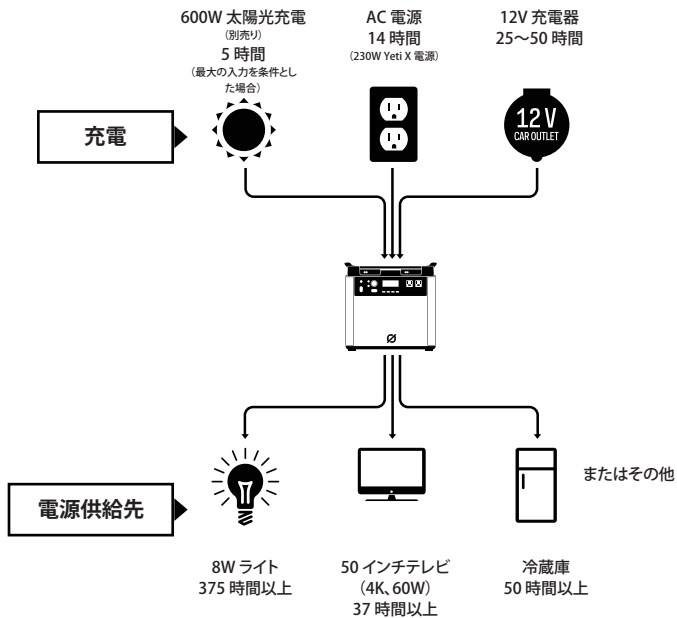 600W 太陽光充電
(別売り)
5 時間
(最大の入力を条件とし
た場合)
AC 電源
14 時間
(230W Yeti X 電源)
12V 充電器
25～50 時間
充電
12 V
CAR OUTLET
電源供給先
またはその他
8W ライト
375 時間以上
50 インチテレビ
(4K、60W)
37 時間以上
冷蔵庫
50 時間以上